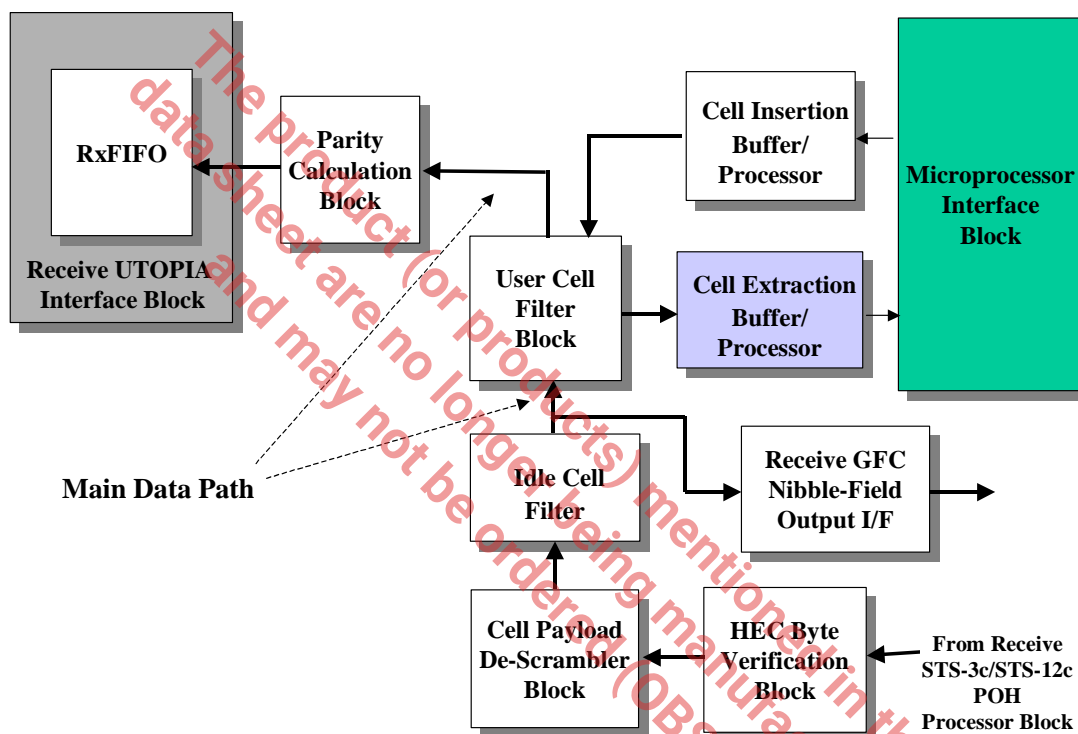 RxFIFO
Receive UTOPIA
Interface Block
Parity
Calculation
Block
Cell Insertion
Buffer/
Processor
Microprocessor
Interface
Block
User Cell
Filter
Block
Cell Extraction
Buffer/
Processor
Main Data Path
Idle Cell
Filter
Receive GFC
Nibble-Field
Output I/F
Cell Payload
De-Scrambler
Block
HEC Byte
Verification
Block
From Receive
STS-3c/STS-12c
POH
Processor Block
The product (or products) mentioned in th
data sheet are no longer being manufa
and may not be ordered (OBS